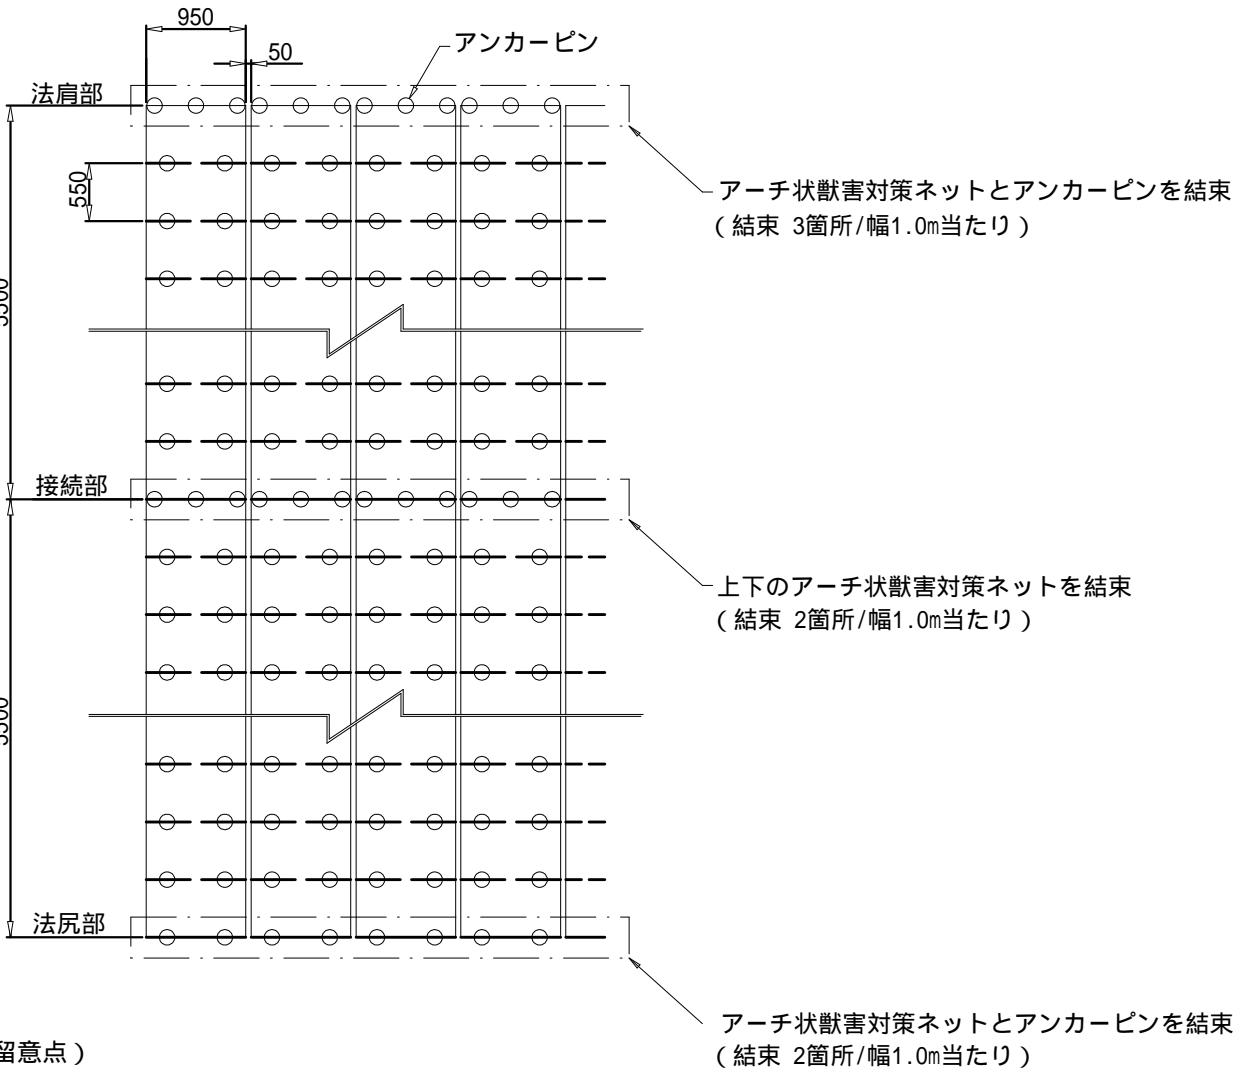 950
50
アンカーピン
法肩部
550
アーチ状獣害対策ネットとアンカーピンを結束
(結束 3箇所/幅1.0m当たり)
接続部
上下のアーチ状獣害対策ネットを結束
(結束 2箇所/幅1.0m当たり)
法尻部
アーチ状獣害対策ネットとアンカーピンを結束
(結束 2箇所/幅1.0m当たり)
留意点)